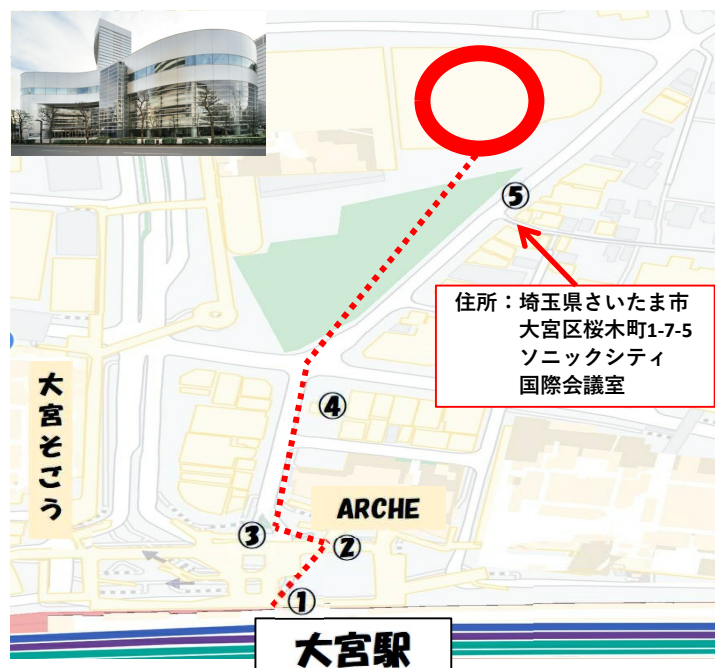 ⑤
住所：埼玉県さいたま市
大宮区桜木町1-7-5
ソニックシティ
国際会議室
大宮そごう
④
ARCHE
③
②
①
大宮駅